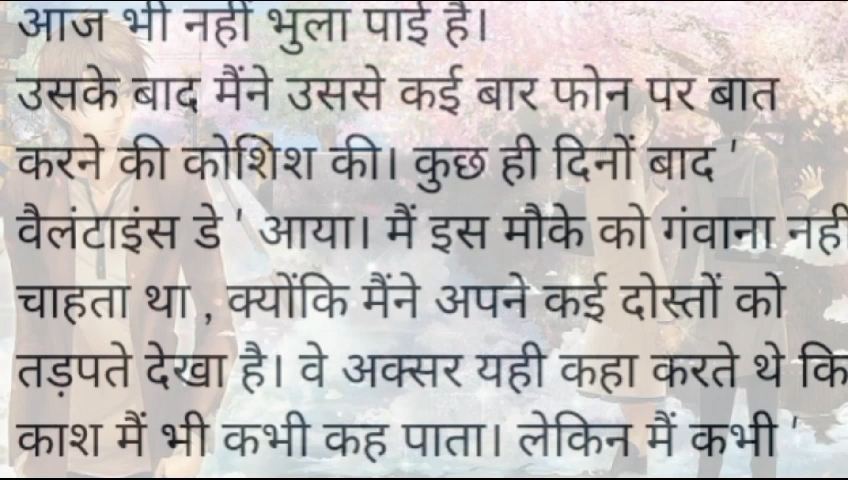 आज भी नहीं भुला पाई है।
उसके बाद मैंने उससे कई बार फोन पर बात
करने की कोशिश की। कुछ ही दिनों बाद '
वैलंटाइंस डे ' आया। मैं इस मौके को गंवाना नहीं
चाहता था , क्योंकि मैंने अपने कई दोस्तों को
तड़पते देखा है। वे अक्सर यही कहा करते थे कि
काश मैं भी कभी कह पाता। लेकिन मैं कभी '